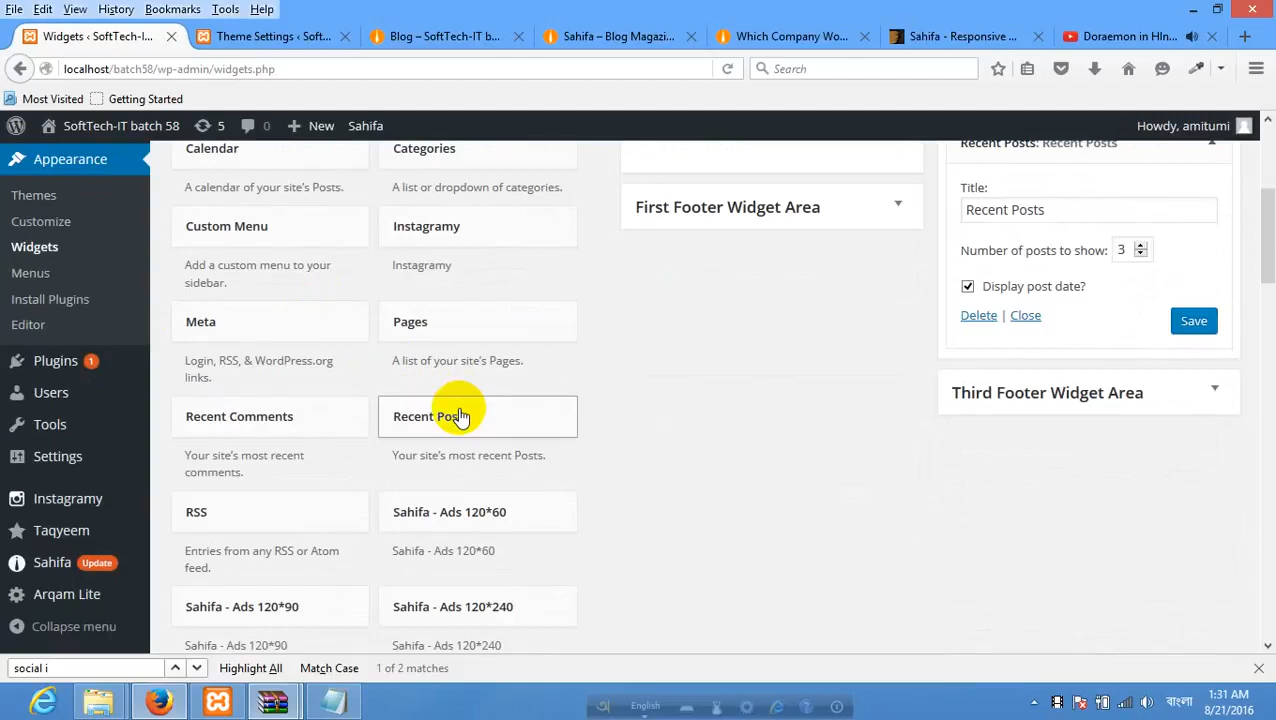 File Edit View History Bookmarks Tools Help
Widgets ‹ SoftTech-IT b...
Theme Settings ‹ Soft...
Blog – SoftTech-IT b...
Sahifa – Blog Magazi...
Which Company Wo...
Sahifa - Responsive ...
Doraemon in HIn...
localhost/batch58/wp-admin/widgets.php
Search
Most Visited Getting Started
SoftTech-IT batch 58 5 0 New Sahifa Howdy, amitumi
Appearance
Themes
Customize
Widgets
Menus
Install Plugins
Editor
Plugins 1
Users
Tools
Settings
Instagramy
Taqyeem
Sahifa Update
Arqam Lite
Collapse menu
Calendar
A calendar of your site's Posts.
Categories
A list or dropdown of categories.
Custom Menu
Add a custom menu to your
sidebar.
Instagramy
Instagramy
Meta
Login, RSS, & WordPress.org
links.
Pages
A list of your site's Pages.
Recent Comments
Your site's most recent
comments.
Recent Posts
Your site's most recent Posts.
RSS
Entries from any RSS or Atom
feed.
Sahifa - Ads 120*60
Sahifa - Ads 120*60
Sahifa - Ads 120*90
Sahifa - Ads 120*90
Sahifa - Ads 120*240
Sahifa - Ads 120*240
First Footer Widget Area
Recent Posts: Recent Posts
Title:
Recent Posts
Number of posts to show: 3
Display post date?
Delete | Close
Save
Third Footer Widget Area
social i
Highlight All Match Case 1 of 2 matches
English
বাংলা
1:31 AM
8/21/2016